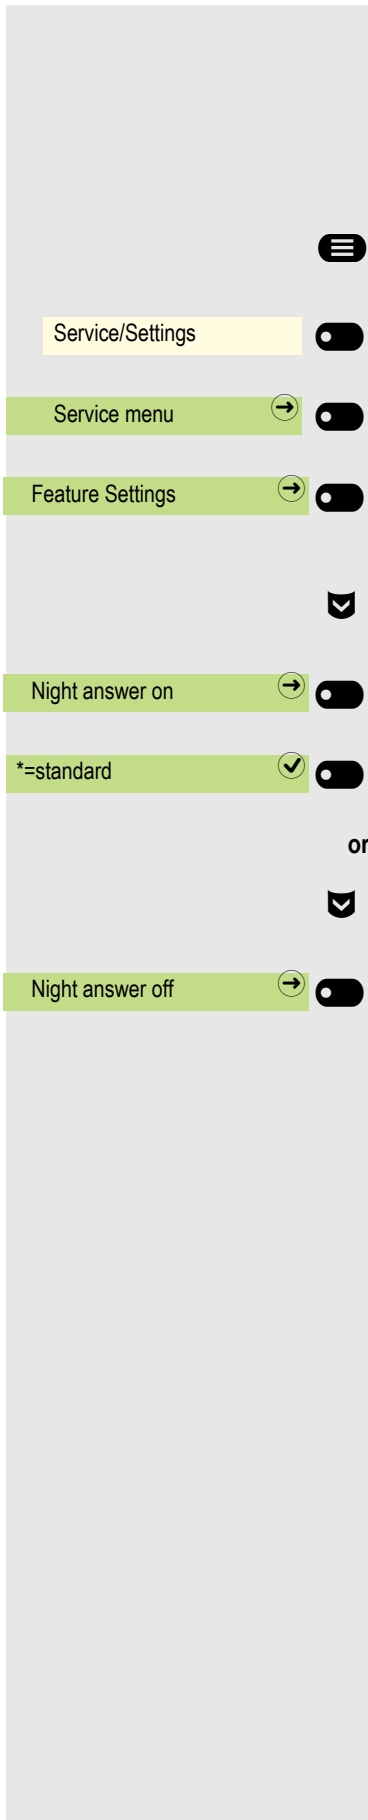 Service/Settings
Service menu
Feature Settings
Night answer on
*=standard
or
Night answer off